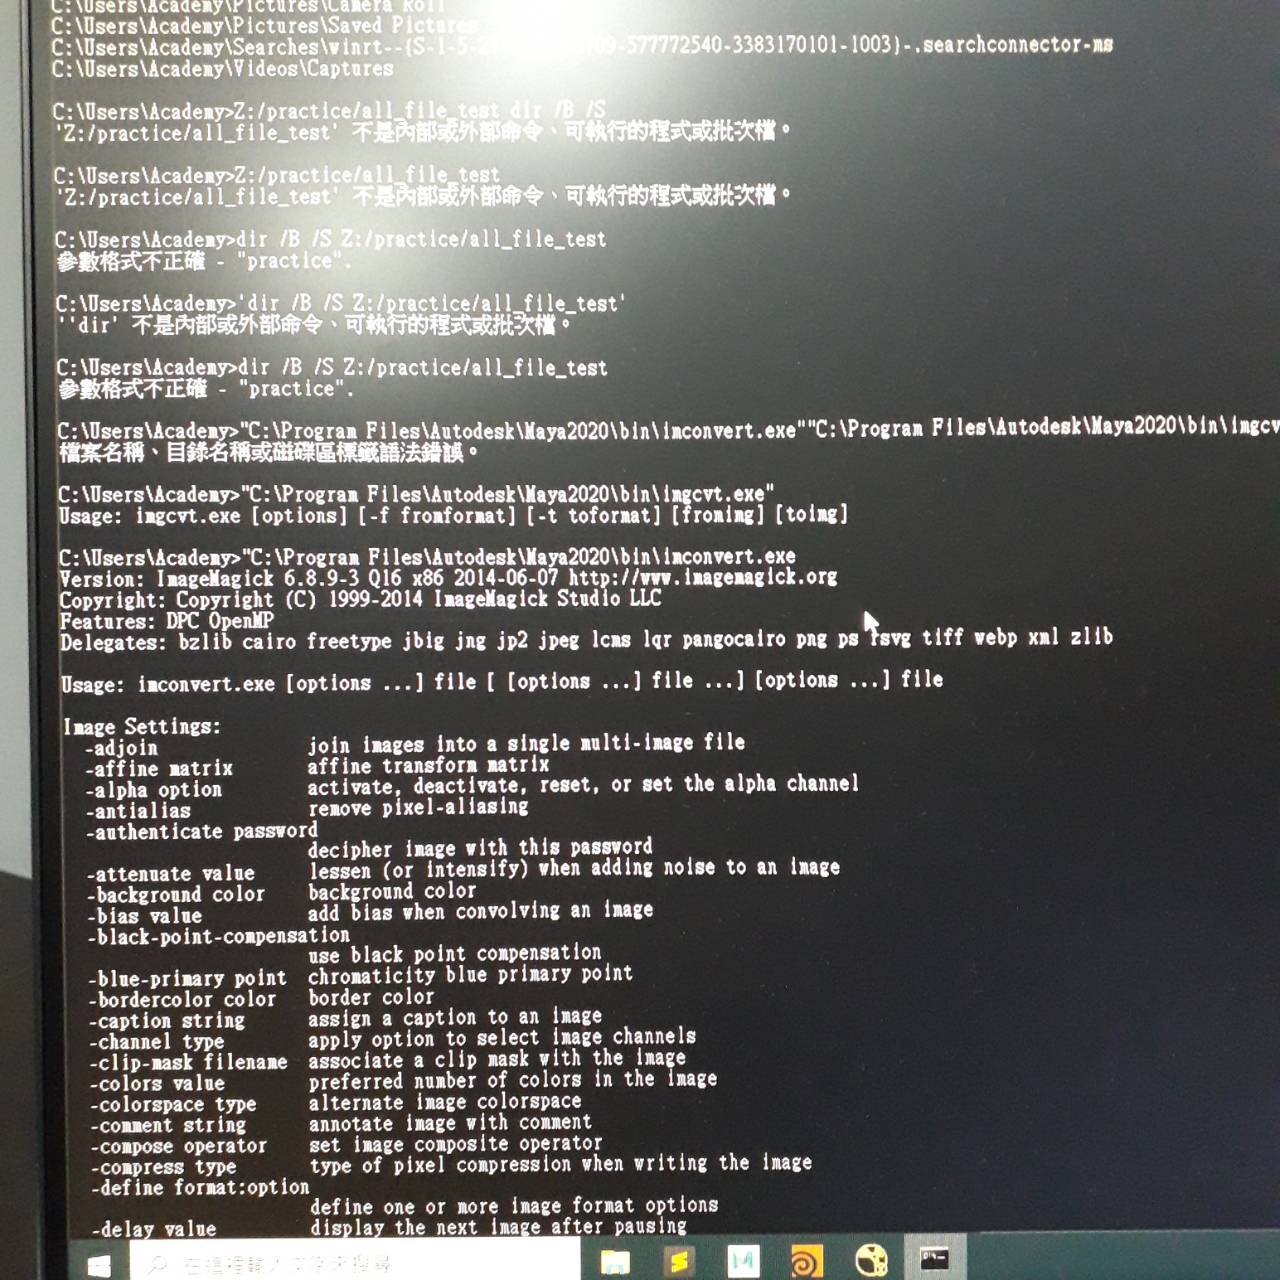 C:\Users\Academy\Pictures\Camera Roll
C:\Users\Academy\Pictures\Saved Pictures
C:\Users\Academy\Searches\winrt--{S-1-5-21- -577772540-3383170101-1003}-.searchconnector-ms
C:\Users\Academy\Videos\Captures
C:\Users\Academy>Z:/practice/all_file_test dir /B /S
'Z:/practice/all_file_test' 不是內部或外部命令、可執行的程式或批次檔。
C:\Users\Academy>Z:/practice/all_file_test
'Z:/practice/all_file_test' 不是內部或外部命令、可執行的程式或批次檔。
C:\Users\Academy>dir /B /S Z:/practice/all_file_test
參數格式不正確 - "practice".
C:\Users\Academy>'dir /B /S Z:/practice/all_file_test'
''dir' 不是內部或外部命令、可執行的程式或批次檔。
C:\Users\Academy>dir /B /S Z:/practice/all_file_test
參數格式不正確 - "practice".
C:\Users\Academy>"C:\Program Files\Autodesk\Maya2020\bin\imconvert.exe""C:\Program Files\Autodesk\Maya2020\bin\imgcv
檔案名稱、目錄名稱或磁碟區標籤語法錯誤。
C:\Users\Academy>"C:\Program Files\Autodesk\Maya2020\bin\imgcvt.exe"
Usage: imgcvt.exe [options] [-f fromformat] [-t toformat] [fromimg] [toimg]
C:\Users\Academy>"C:\Program Files\Autodesk\Maya2020\bin\imconvert.exe
Version: ImageMagick 6.8.9-3 Q16 x86 2014-06-07 http://www.imagemagick.org
Copyright: Copyright (C) 1999-2014 ImageMagick Studio LLC
Features: DPC OpenMP
Delegates: bzlib cairo freetype jbig jng jp2 jpeg lcms lqr pangocairo png ps rsvg tiff webp xml zlib
Usage: imconvert.exe [options ...] file [ [options ...] file ...] [options ...] file
Image Settings:
-adjoin join images into a single multi-image file
-affine matrix affine transform matrix
-alpha option activate, deactivate, reset, or set the alpha channel
-antialias remove pixel-aliasing
-authenticate password
decipher image with this password
-attenuate value lessen (or intensify) when adding noise to an image
-background color background color
-bias value add bias when convolving an image
-black-point-compensation
use black point compensation
-blue-primary point chromaticity blue primary point
-bordercolor color border color
-caption string assign a caption to an image
-channel type apply option to select image channels
-clip-mask filename associate a clip mask with the image
-colors value preferred number of colors in the image
-colorspace type alternate image colorspace
-comment string annotate image with comment
-compose operator set image composite operator
-compress type type of pixel compression when writing the image
-define format:option
define one or more image format options
-delay value display the next image after pausing
在這裡輸入文字來搜尋